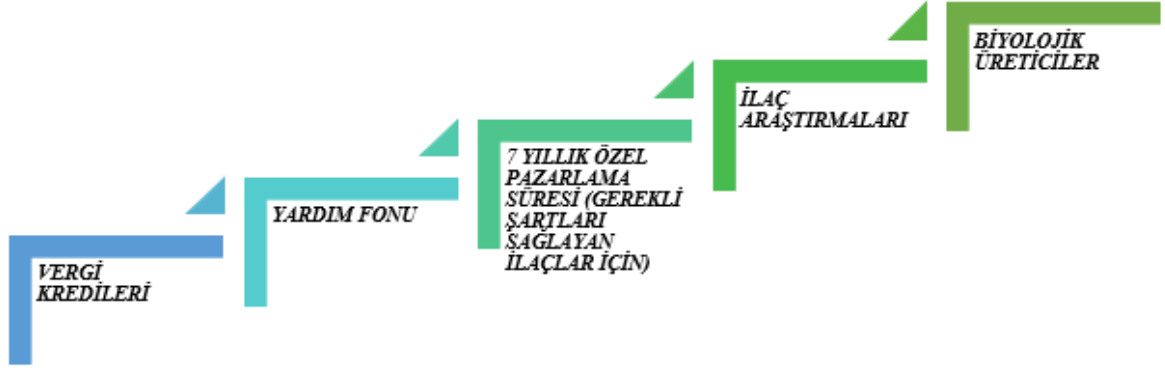 VERGİ
KREDİLERİ
YARDIM FONU
7 YILLIK ÖZEL
PAZARLAMA
SÜRESİ (GEREKLİ
ŞARTLARI
SAĞLAYAN
İLAÇLAR İÇİN)
İLAÇ
ARAŞTIRMALARI
BİYOLOJİK
ÜRETİCİLER